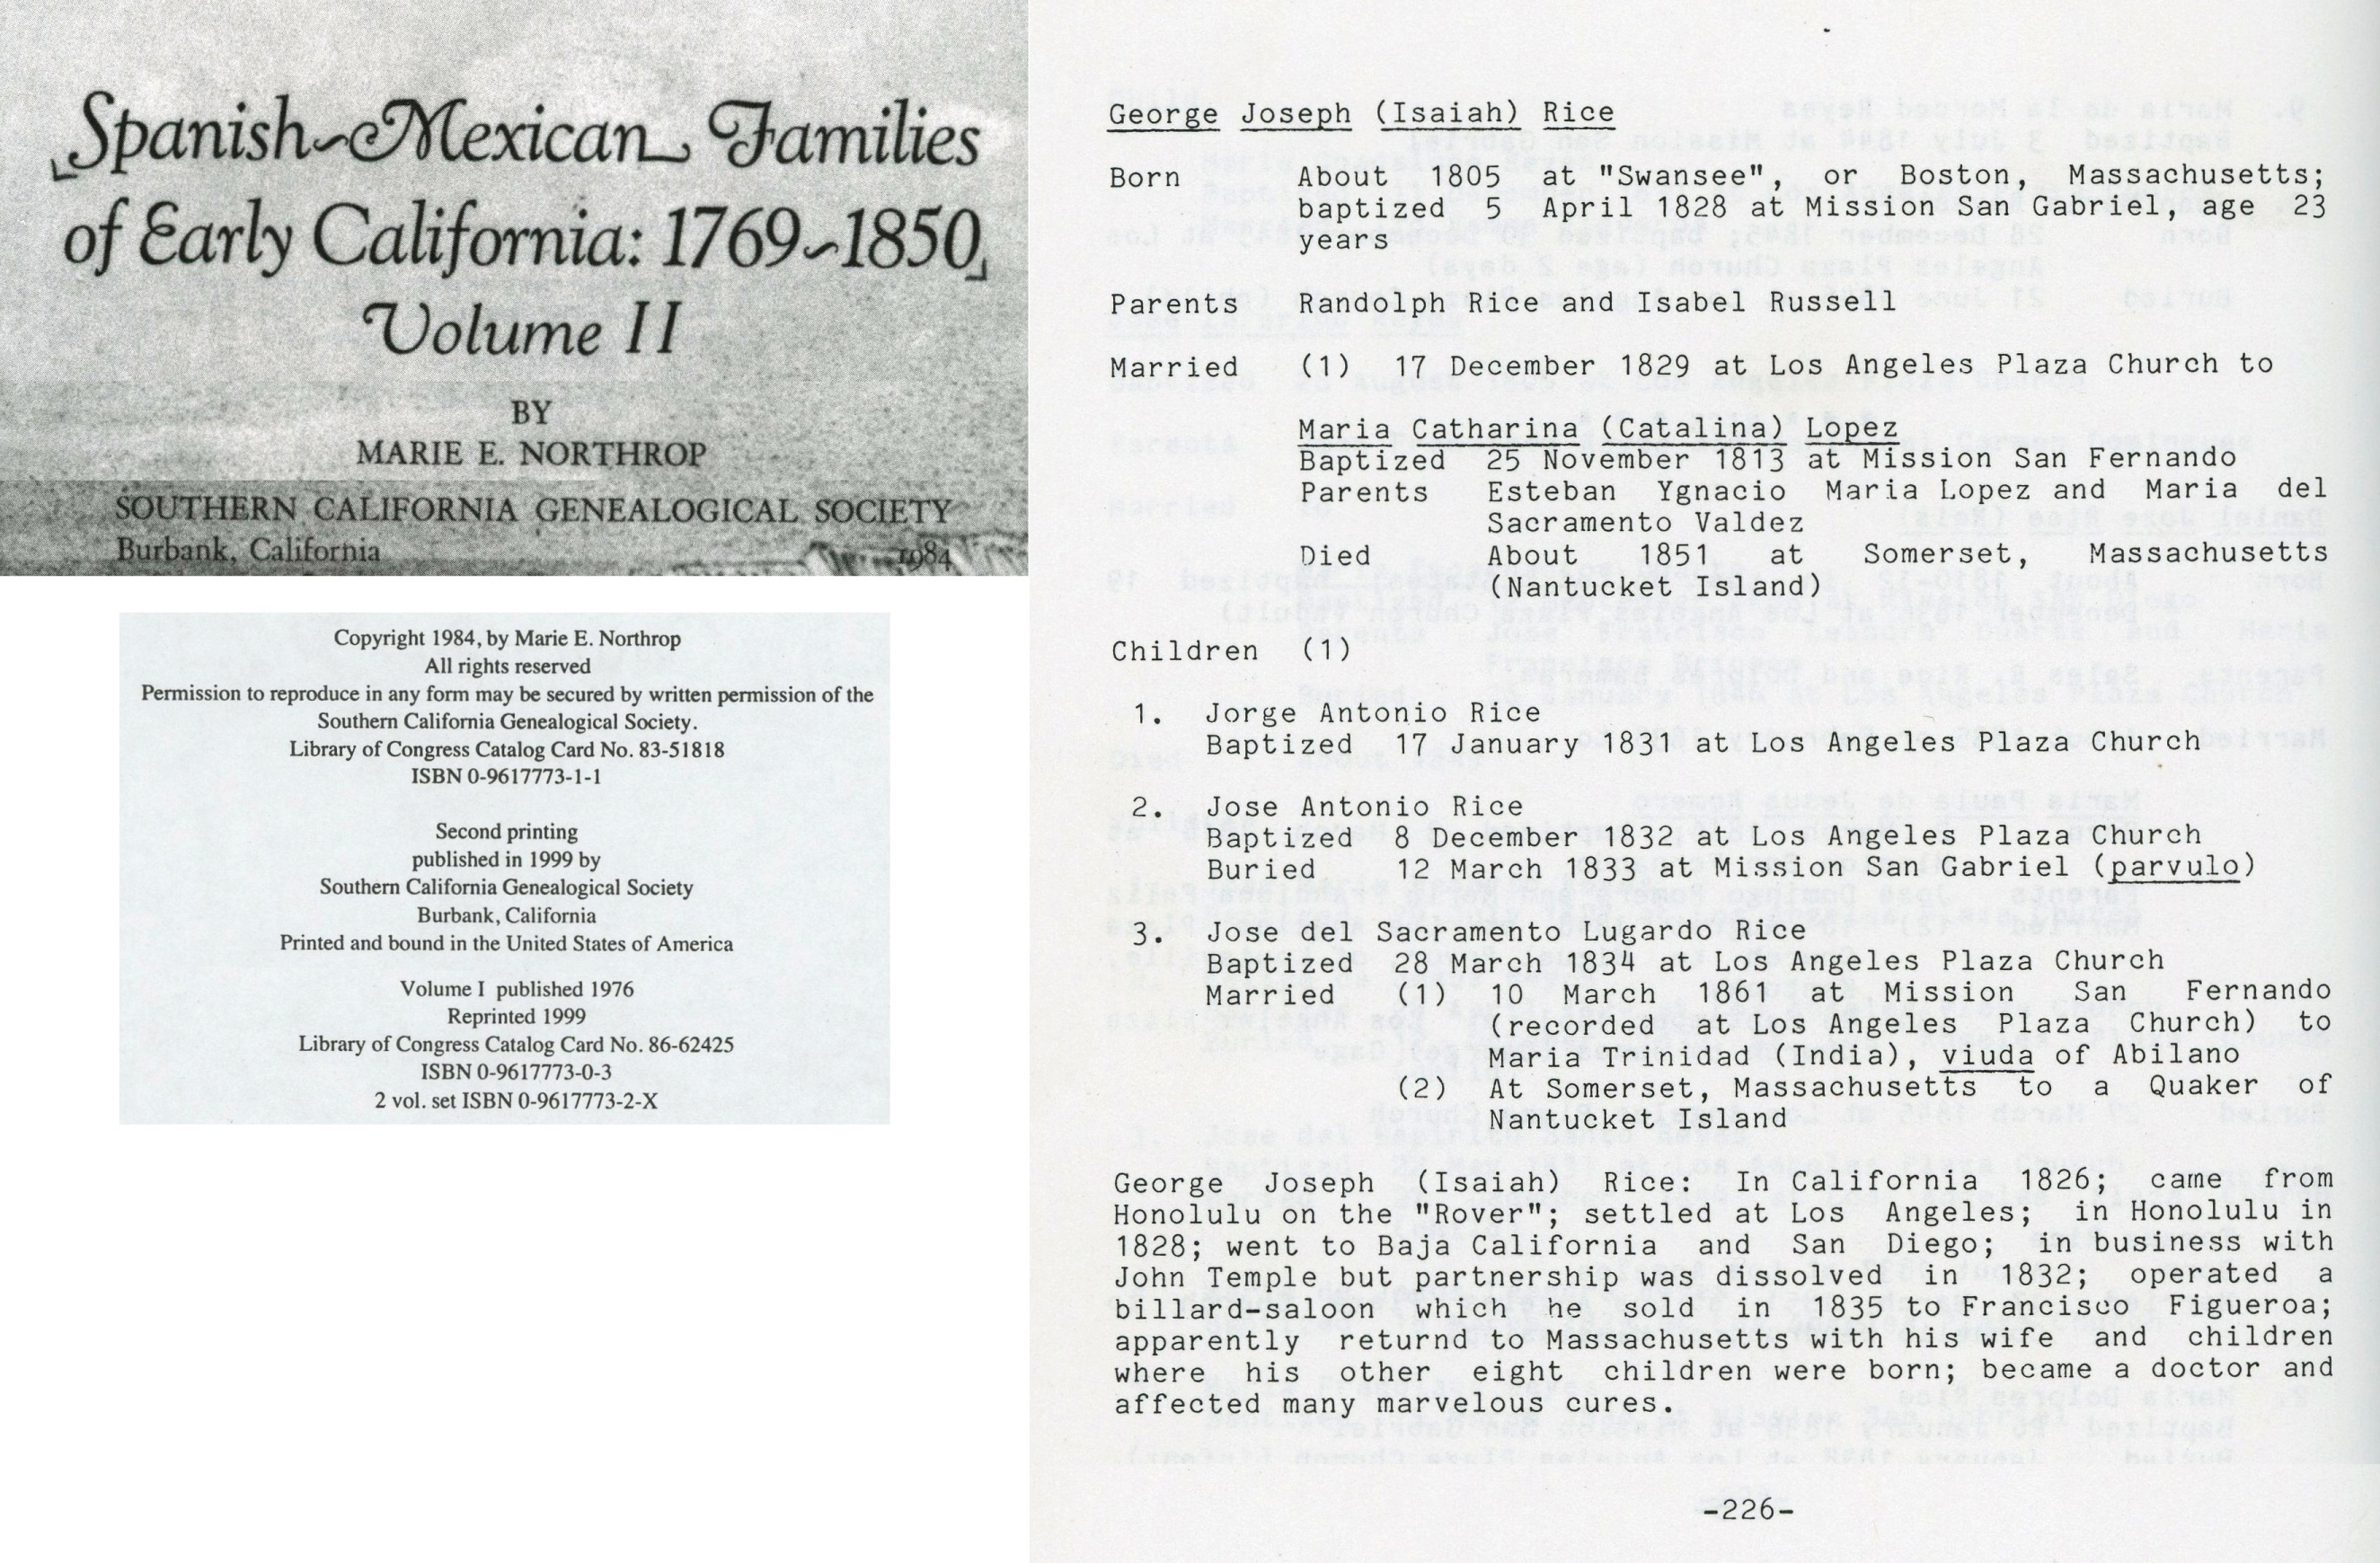 Spanish-Mexican Families
of Early California: 1769-1850
Volume II
BY
MARIE E. NORTHROP
SOUTHERN CALIFORNIA GENEALOGICAL SOCIETY
Burbank, California 1984
Copyright 1984, by Marie E. Northrop
All rights reserved
Permission to reproduce in any form may be secured by written permission of the
Southern California Genealogical Society.
Library of Congress Catalog Card No. 83-51818
ISBN 0-9617773-1-1
Second printing
published in 1999 by
Southern California Genealogical Society
Burbank, California
Printed and bound in the United States of America
Volume I published 1976
Reprinted 1999
Library of Congress Catalog Card No. 86-62425
ISBN 0-9617773-0-3
2 vol. set ISBN 0-9617773-2-X
George Joseph (Isaiah) Rice
Born About 1805 at "Swansee", or Boston, Massachusetts;
baptized 5 April 1828 at Mission San Gabriel, age 23
years
Parents Randolph Rice and Isabel Russell
Married (1) 17 December 1829 at Los Angeles Plaza Church to
Maria Catharina (Catalina) Lopez
Baptized 25 November 1813 at Mission San Fernando
Parents Esteban Ygnacio Maria Lopez and Maria del
Sacramento Valdez
Died About 1851 at Somerset, Massachusetts
(Nantucket Island)
Children (1)
1. Jorge Antonio Rice
Baptized 17 January 1831 at Los Angeles Plaza Church
2. Jose Antonio Rice
Baptized 8 December 1832 at Los Angeles Plaza Church
Buried 12 March 1833 at Mission San Gabriel (parvulo)
3. Jose del Sacramento Lugardo Rice
Baptized 28 March 1834 at Los Angeles Plaza Church
Married (1) 10 March 1861 at Mission San Fernando
(recorded at Los Angeles Plaza Church) to
Maria Trinidad (India), viuda of Abilano
(2) At Somerset, Massachusetts to a Quaker of
Nantucket Island
George Joseph (Isaiah) Rice: In California 1826; came from
Honolulu on the "Rover"; settled at Los Angeles; in Honolulu in
1828; went to Baja California and San Diego; in business with
John Temple but partnership was dissolved in 1832; operated a
billard-saloon which he sold in 1835 to Francisco Figueroa;
apparently returnd to Massachusetts with his wife and children
where his other eight children were born; became a doctor and
affected many marvelous cures.
-226-